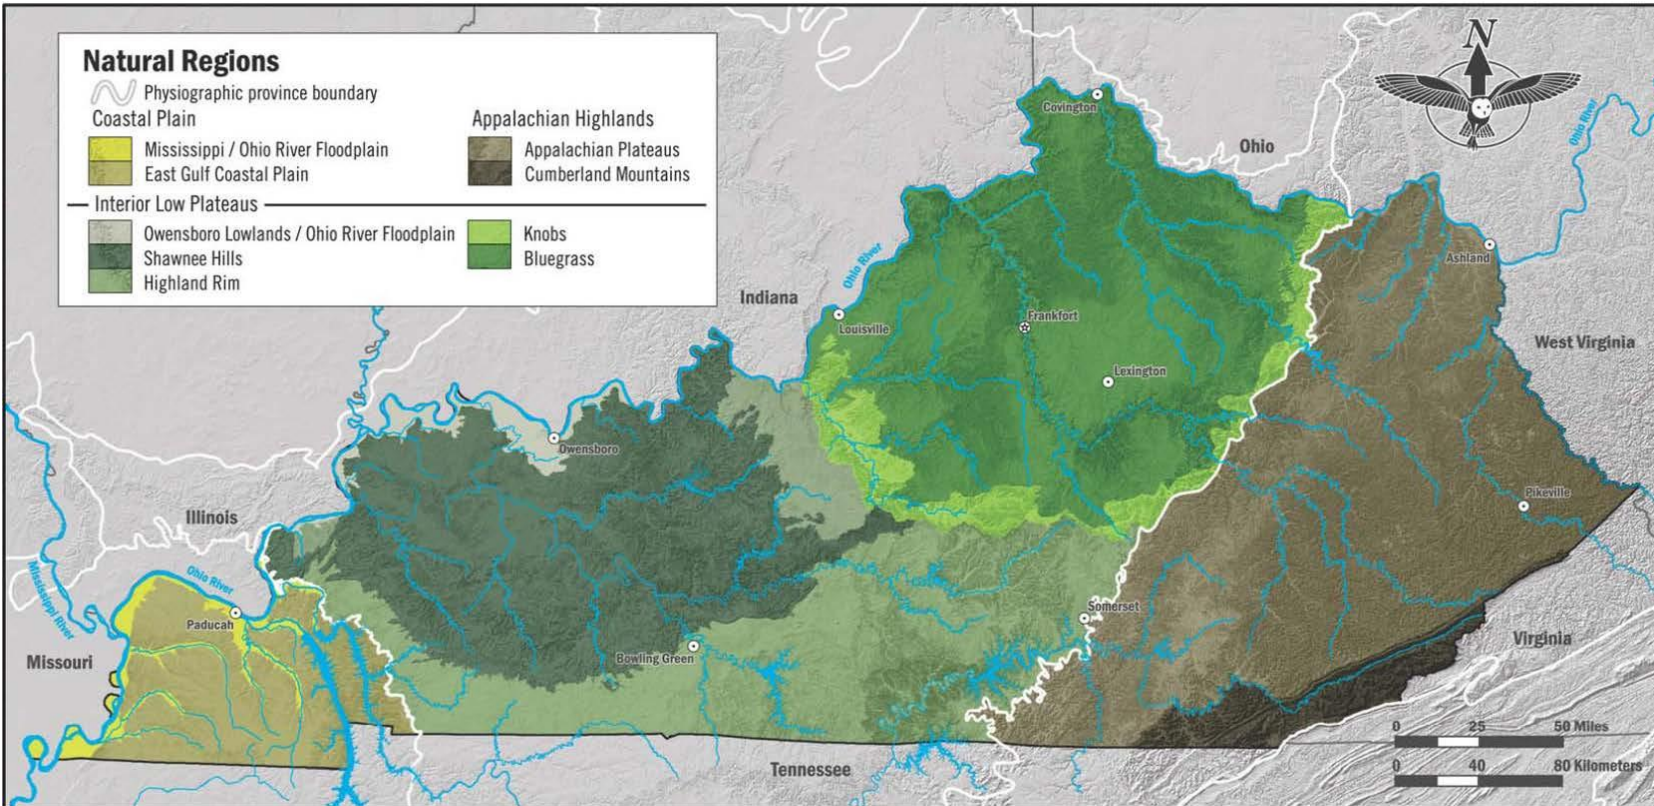 Natural Regions
Physiographic province boundary
Coastal Plain
Mississippi / Ohio River Floodplain
East Gulf Coastal Plain
Appalachian Highlands
Appalachian Plateaus
Cumberland Mountains
Interior Low Plateaus
Owensboro Lowlands / Ohio River Floodplain
Shawnee Hills
Highland Rim
Knobs
Bluegrass
N
Covington
Ohio
Ohio River
Ashland
Indiana
Ohio River
Louisville
Frankfort
Lexington
West Virginia
Owensboro
Pikeville
Illinois
Mississippi River
Ohio River
Paducah
Somerset
Missouri
Bowling Green
Virginia
Tennessee
0 25 50 Miles
0 40 80 Kilometers